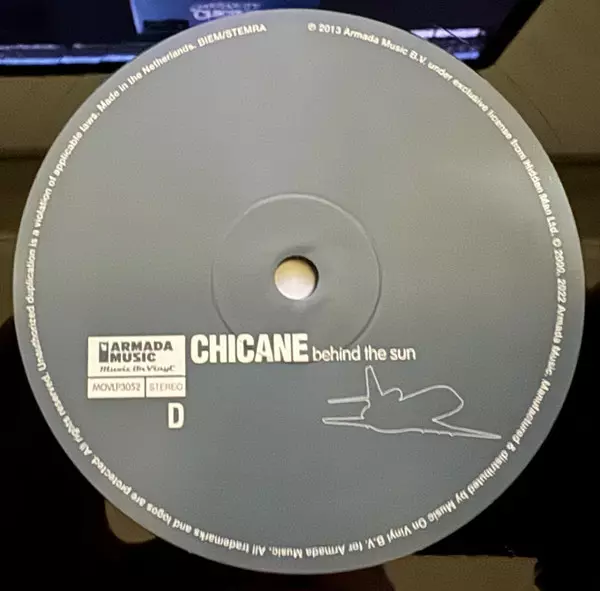 ℗ 2013 Armada Music B.V. under exclusive license from Hidden Man Ltd. © 2000, 2022 Armada Music. Manufactured & distributed by Music On Vinyl B.V. for Armada Music. All trademarks and logos are protected. All rights reserved. Unauthorized duplication is a violation of applicable laws. Made in the Netherlands. BIEM/STEMRA
ARMADA
MUSIC
Music On Vinyl
CHICANE behind the sun
MOVLP3052 STEREO
D